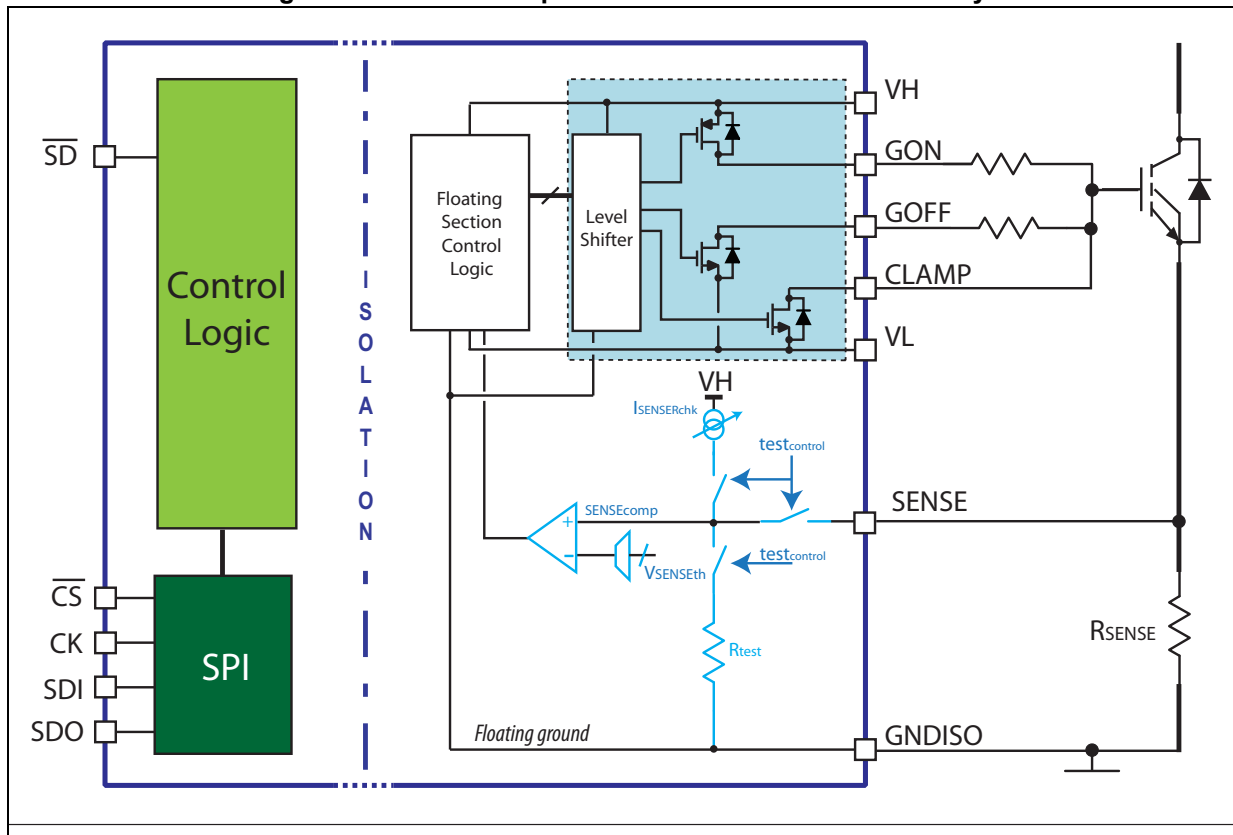 VH
SD
GON
Floating
Section
Control
Logic
Level
Shifter
GOFF
Control
Logic
ISOLATION
CLAMP
VL
VH
ISENSERchk
testcontrol
SENSEcomp
+
−
VSENSEth
SENSE
testcontrol
CS
CK
SDI
SDO
SPI
Rtest
RSENSE
Floating ground
GNDISO